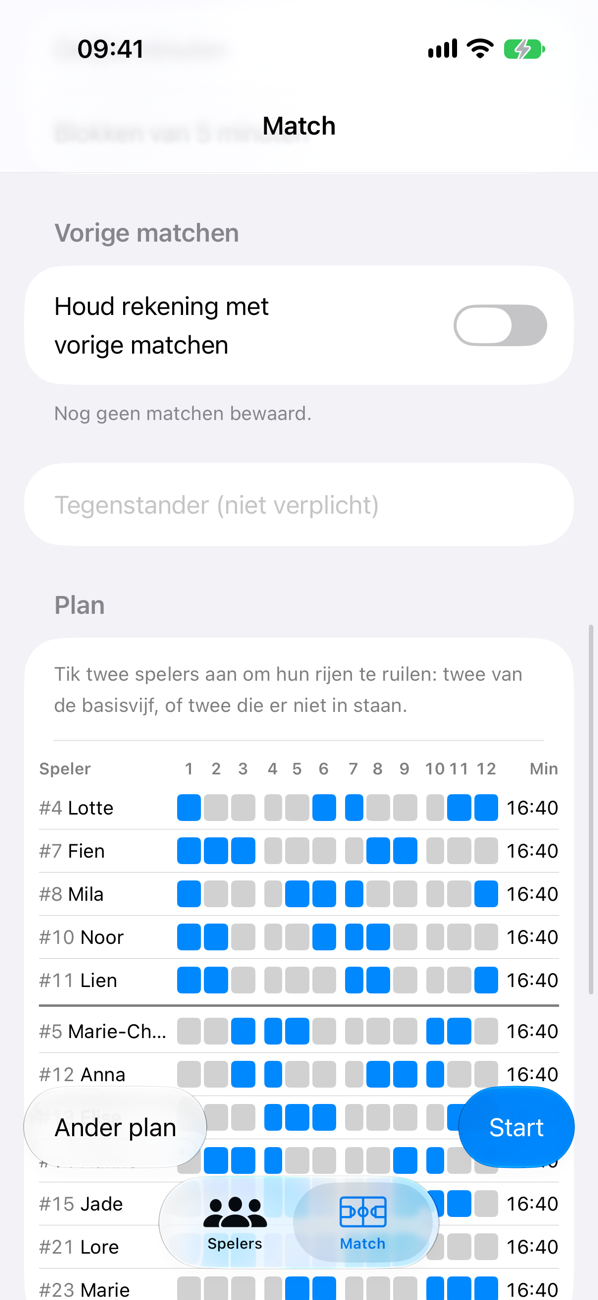 09:41
Match
Vorige matchen
Houd rekening met
vorige matchen
Nog geen matchen bewaard.
Tegenstander (niet verplicht)
Plan
Tik twee spelers aan om hun rijen te ruilen: twee van
de basisvijf, of twee die er niet in staan.
Speler 1 2 3 4 5 6 7 8 9 10 11 12 Min
#4 Lotte 16:40
#7 Fien 16:40
#8 Mila 16:40
#10 Noor 16:40
#11 Lien 16:40
#5 Marie-Ch... 16:40
#12 Anna 16:40
Ander plan Start
#15 Jade 16:40
#21 Lore 16:40
Spelers Match
#23 Marie 16:40